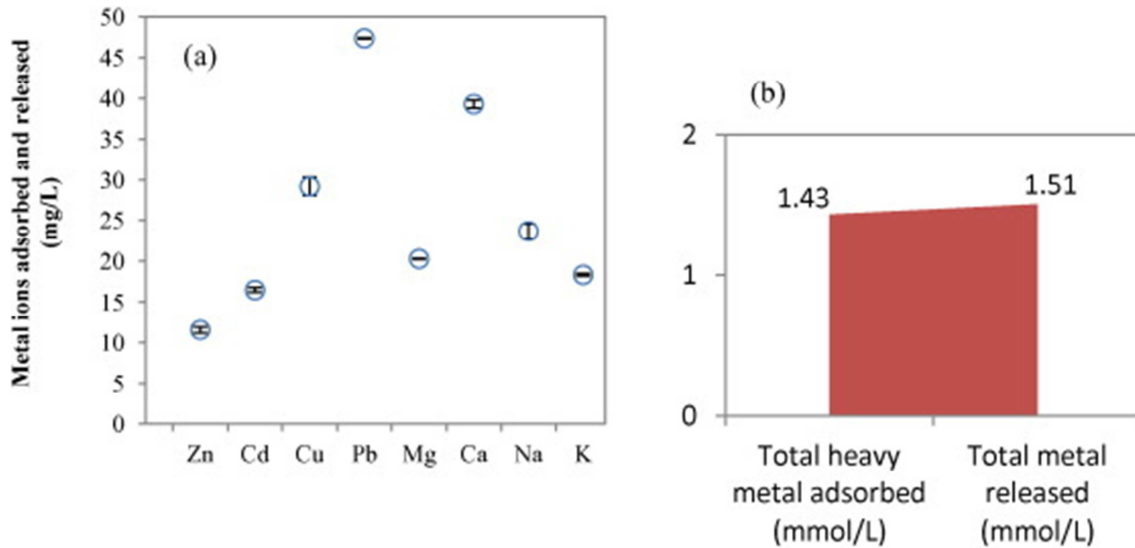 Metal ions adsorbed and released
(mg/L)
50
45
40
35
30
25
20
15
10
5
0
(a)
Zn Cd Cu Pb Mg Ca Na K
(b)
2
1
0
1.43
1.51
Total heavy
metal adsorbed
(mmol/L)
Total metal
released
(mmol/L)